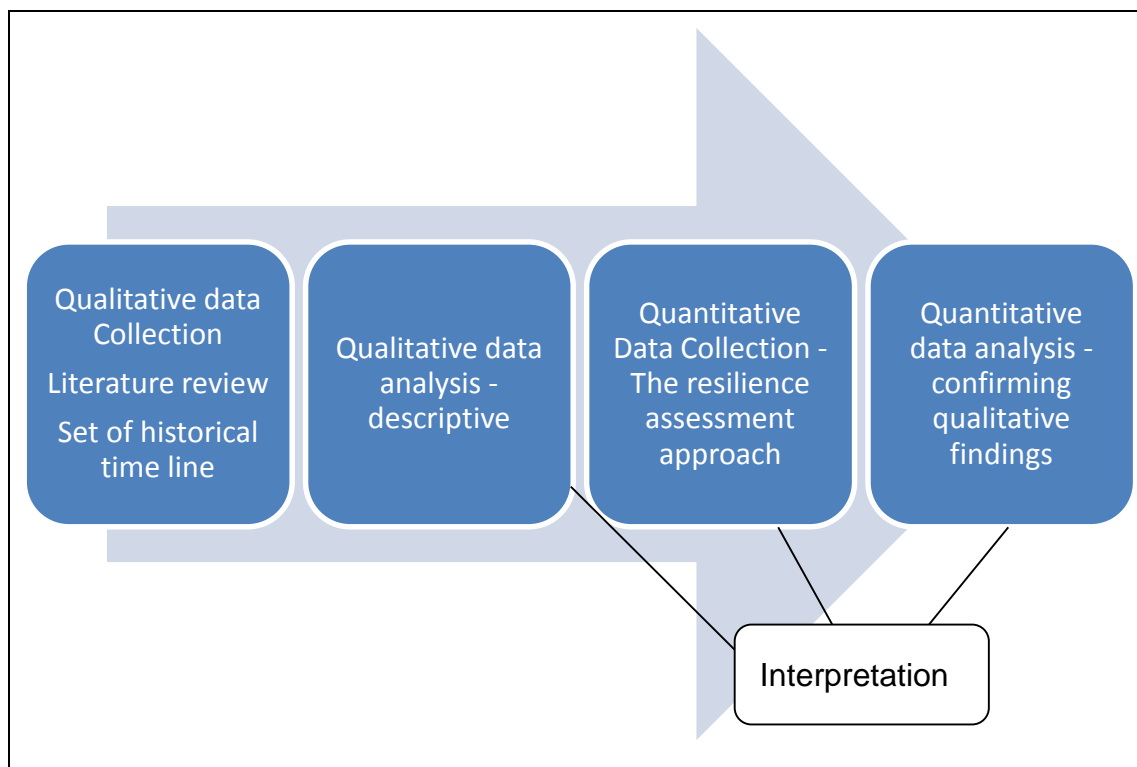 Qualitative data
Collection
Literature review
Set of historical
time line
Qualitative data
analysis -
descriptive
Quantitative
Data Collection -
The resilience
assessment
approach
Quantitative
data analysis -
confirming
qualitative
findings
Interpretation